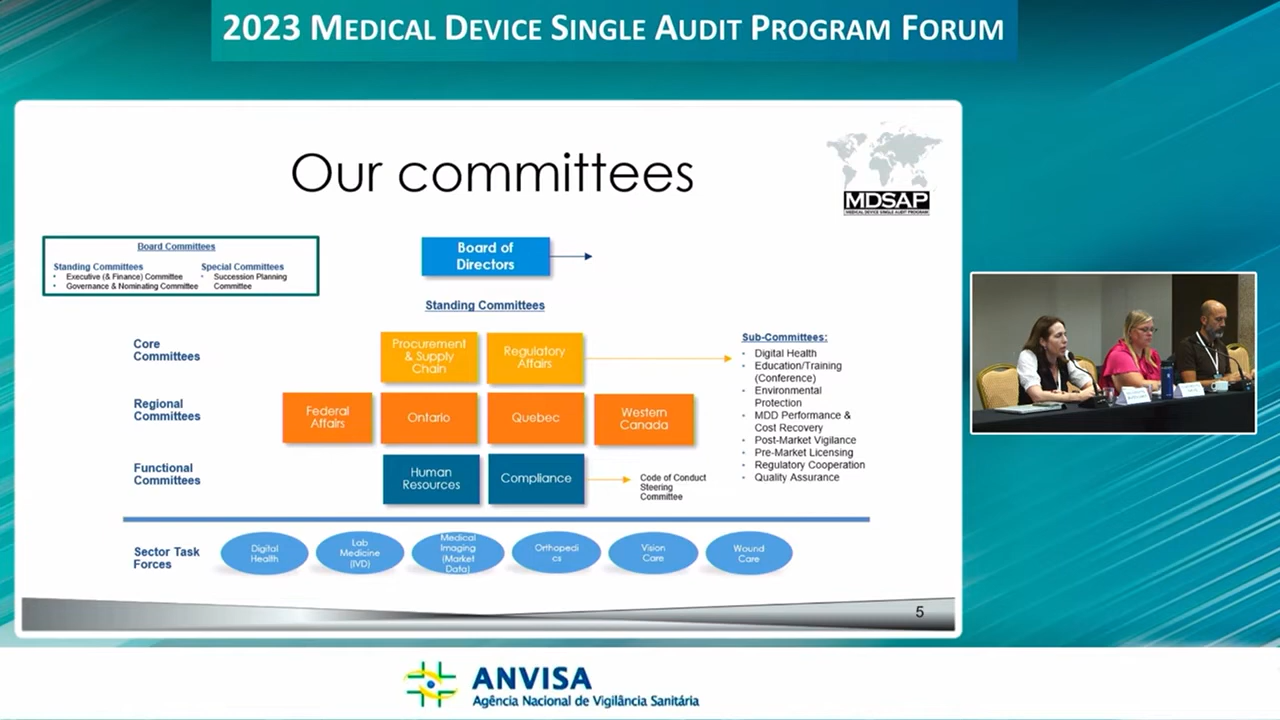 2023 MEDICAL DEVICE SINGLE AUDIT PROGRAM FORUM
Our committees
MDSAP
MEDICAL DEVICE SINGLE AUDIT PROGRAM
Board Committees
Standing Committees
• Executive (& Finance) Committee
• Governance & Nominating Committee
Special Committees
• Succession Planning
Committee
Board of
Directors
Standing Committees
Core
Committees
Procurement
& Supply
Chain
Regulatory
Affairs
Sub-Committees:
• Digital Health
• Education/Training
(Conference)
• Environmental
Protection
• MDD Performance &
Cost Recovery
• Post-Market Vigilance
• Pre-Market Licensing
• Regulatory Cooperation
• Quality Assurance
Regional
Committees
Federal
Affairs
Ontario
Quebec
Western
Canada
Functional
Committees
Human
Resources
Compliance
Code of Conduct
Steering
Committee
Sector Task
Forces
Digital
Health
Lab
Medicine
(IVD)
Medical
Imaging
(Market
Data)
Orthopedi
cs
Vision
Care
Wound
Care
5
ANVISA
Agência Nacional de Vigilância Sanitária